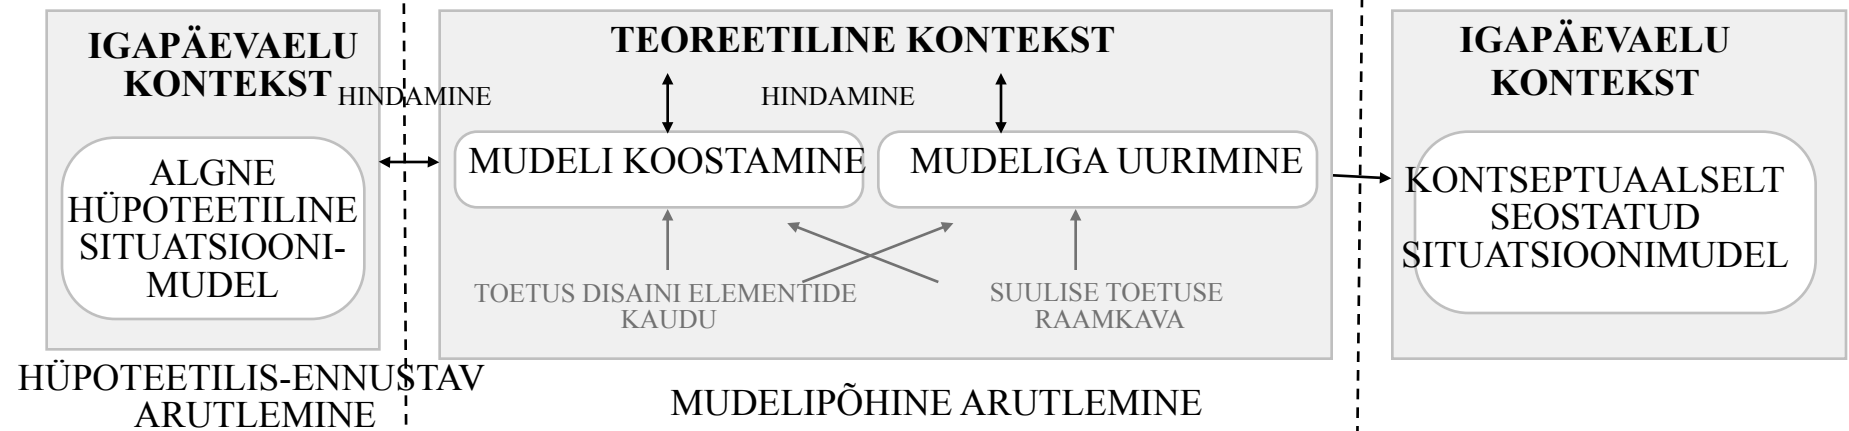 IGAPÄEVAELU
KONTEKST
HINDAMINE
ALGNE
HÜPOTEETILINE
SITUATSIOONI-
MUDEL
HÜPOTEETILIS-ENNUSTAV
ARUTLEMINE
TEOREETILINE KONTEKST
HINDAMINE
MUDELI KOOSTAMINE
MUDELIGA UURIMINE
TOETUS DISAINI ELEMENTIDE
KAUDU
SUULISE TOETUSE
RAAMKAVA
MUDELIPÕHINE ARUTLEMINE
IGAPÄEVAELU
KONTEKST
KONTSEPTUAALSELT
SEOSTATUD
SITUATSIOONIMUDEL